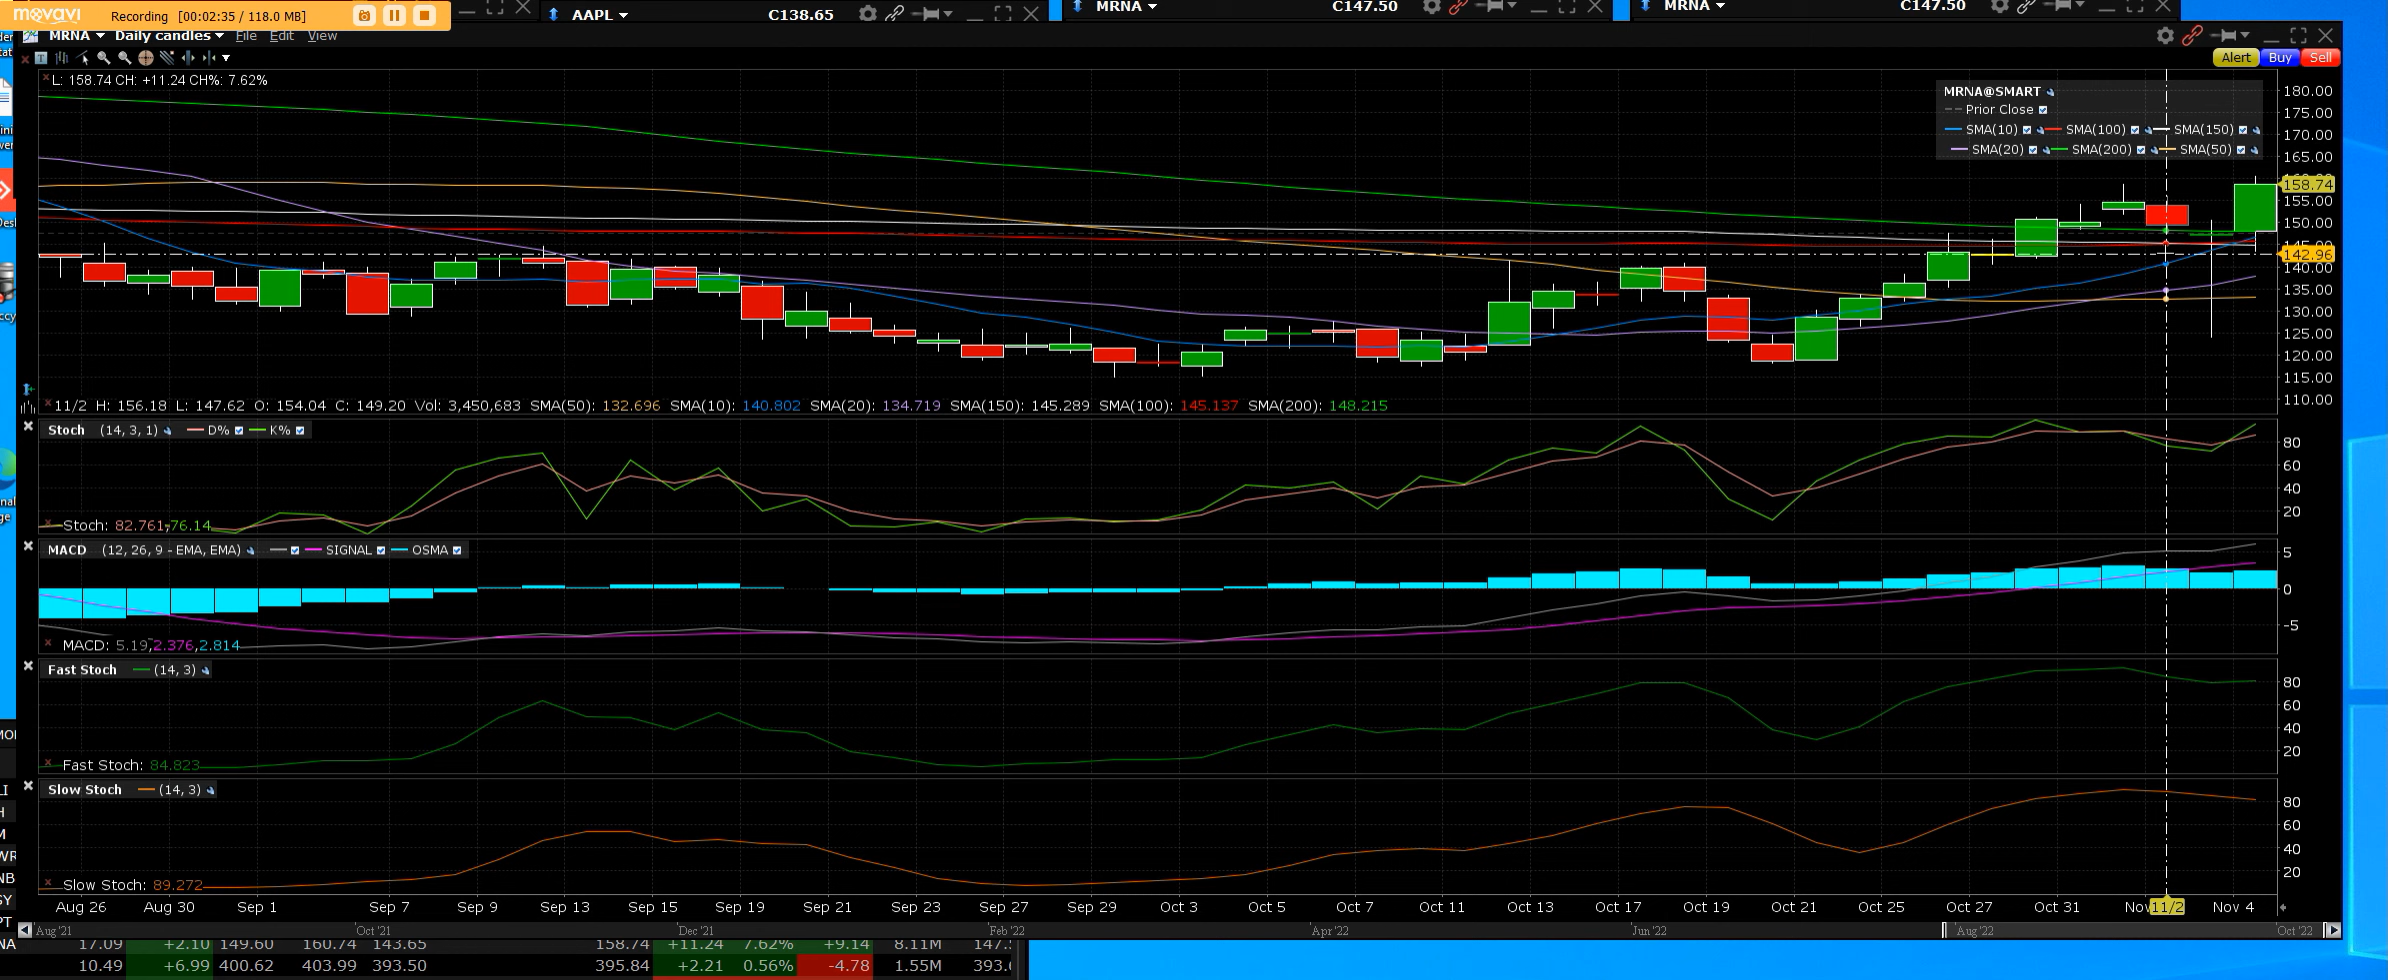 movavi Recording [00:02:35 / 118.0 MB]
AAPL C138.65
MRNA C147.50
MRNA C147.50
MRNA Daily candles File Edit View
Alert Buy Sell
L: 158.74 CH: +11.24 CH%: 7.62%
MRNA@SMART
Prior Close
SMA(10) SMA(100) SMA(150)
SMA(20) SMA(200) SMA(50)
180.00
175.00
170.00
165.00
158.74
155.00
150.00
142.96
140.00
135.00
130.00
125.00
120.00
115.00
110.00
11/2 H: 156.18 L: 147.62 O: 154.04 C: 149.20 Vol: 3,450,683 SMA(50): 132.696 SMA(10): 140.802 SMA(20): 134.719 SMA(150): 145.289 SMA(100): 145.137 SMA(200): 148.215
Stoch (14, 3, 1) D% K%
80
60
40
20
Stoch: 82.761 76.14
MACD (12, 26, 9 - EMA, EMA) SIGNAL OSMA
5
0
-5
MACD: 5.19,2.376,2.814
Fast Stoch (14, 3)
80
60
40
20
Fast Stoch: 84.823
Slow Stoch (14, 3)
80
60
40
20
Slow Stoch: 89.272
Aug 26 Aug 30 Sep 1 Sep 7 Sep 9 Sep 13 Sep 15 Sep 19 Sep 21 Sep 23 Sep 27 Sep 29 Oct 3 Oct 5 Oct 7 Oct 11 Oct 13 Oct 17 Oct 19 Oct 21 Oct 25 Oct 27 Oct 31 Nov 11/2 Nov 4
Aug '21 Oct '21 Dec '21 Feb '22 Apr '22 Jun '22 Aug '22 Oct '22
17.09 +2.10 149.60 160.74 143.65 158.74 +11.24 7.62% +9.14 8.11M 147.
10.49 +6.99 400.62 403.99 393.50 395.84 +2.21 0.56% -4.78 1.55M 393.